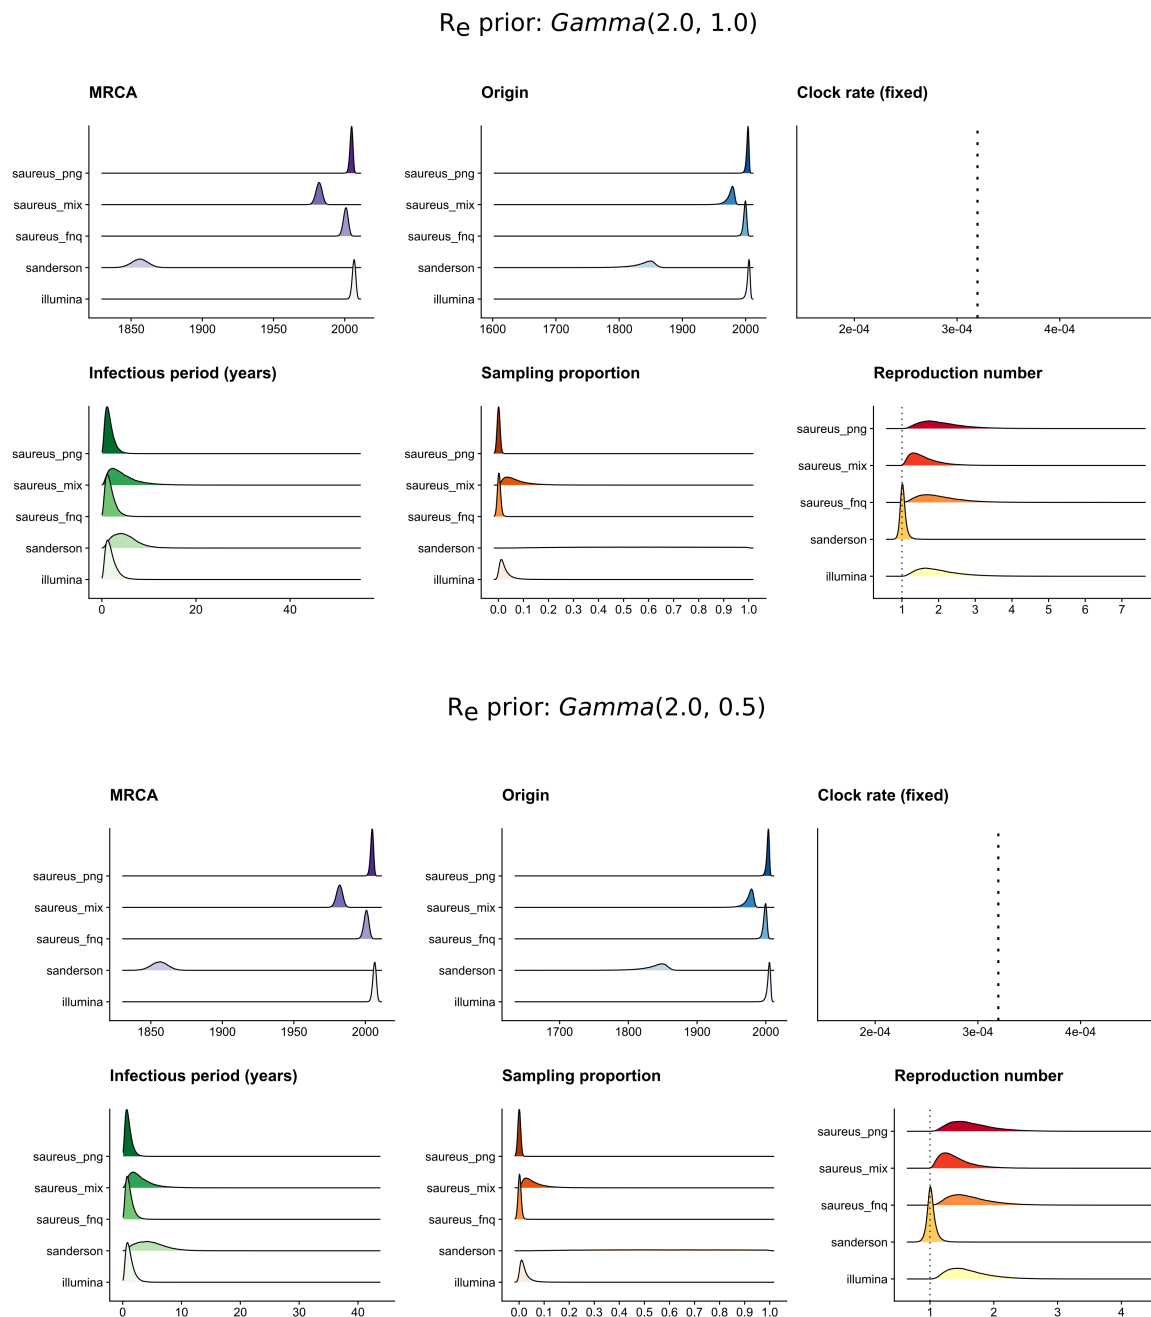 Re prior: Gamma(2.0, 1.0)
MRCA
Origin
Clock rate (fixed)
saureus_png
saureus_mix
saureus_fnq
sanderson
illumina
1850 1900 1950 2000
saureus_png
saureus_mix
saureus_fnq
sanderson
illumina
1600 1700 1800 1900 2000
2e-04 3e-04 4e-04
Infectious period (years)
Sampling proportion
Reproduction number
saureus_png
saureus_mix
saureus_fnq
sanderson
illumina
0 20 40
saureus_png
saureus_mix
saureus_fnq
sanderson
illumina
0.0 0.1 0.2 0.3 0.4 0.5 0.6 0.7 0.8 0.9 1.0
saureus_png
saureus_mix
saureus_fnq
sanderson
illumina
1 2 3 4 5 6 7
Re prior: Gamma(2.0, 0.5)
MRCA
Origin
Clock rate (fixed)
saureus_png
saureus_mix
saureus_fnq
sanderson
illumina
1850 1900 1950 2000
saureus_png
saureus_mix
saureus_fnq
sanderson
illumina
1700 1800 1900 2000
2e-04 3e-04 4e-04
Infectious period (years)
Sampling proportion
Reproduction number
saureus_png
saureus_mix
saureus_fnq
sanderson
illumina
0 10 20 30 40
saureus_png
saureus_mix
saureus_fnq
sanderson
illumina
0.0 0.1 0.2 0.3 0.4 0.5 0.6 0.7 0.8 0.9 1.0
saureus_png
saureus_mix
saureus_fnq
sanderson
illumina
1 2 3 4